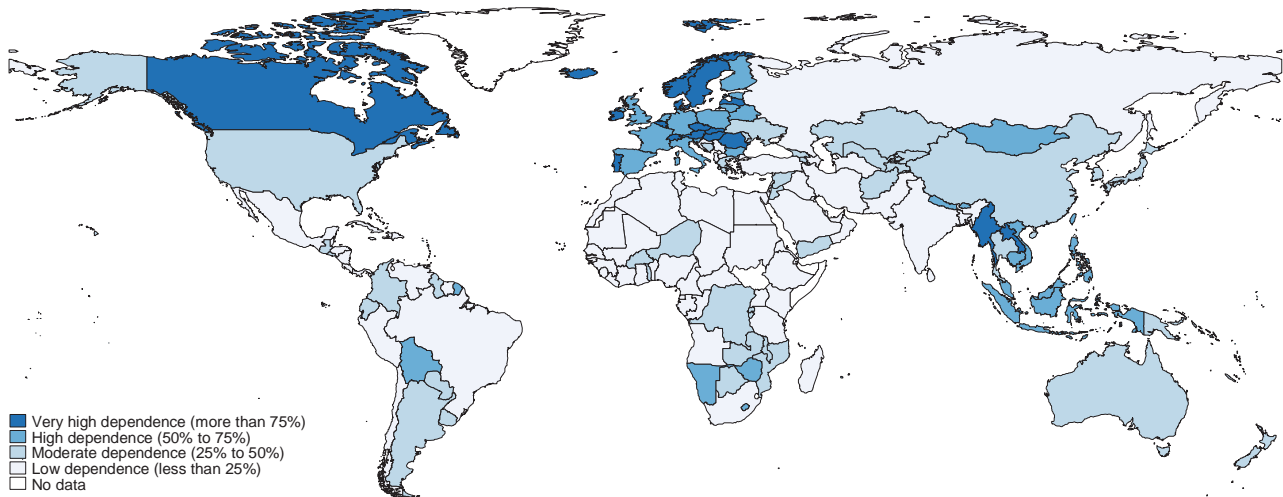 Very high dependence (more than 75%)
High dependence (50% to 75%)
Moderate dependence (25% to 50%)
Low dependence (less than 25%)
No data